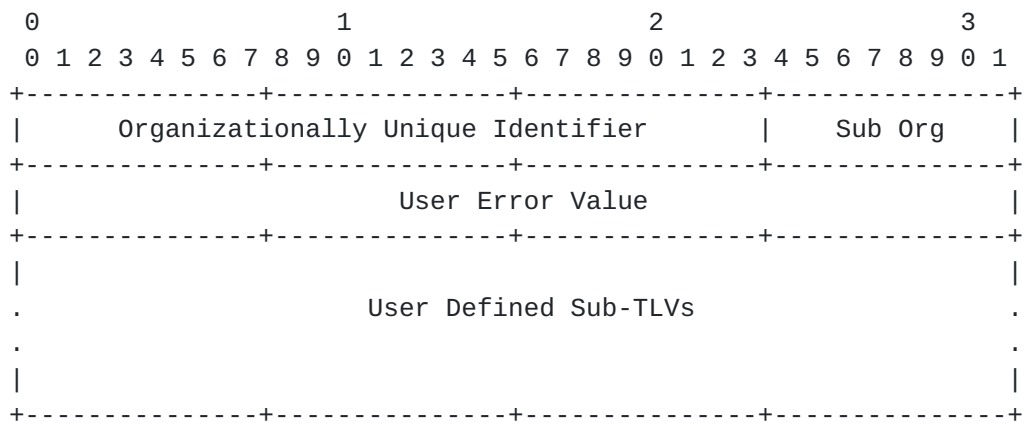 0                   1                   2                   3
 0 1 2 3 4 5 6 7 8 9 0 1 2 3 4 5 6 7 8 9 0 1 2 3 4 5 6 7 8 9 0 1
+---------------+---------------+---------------+---------------+
|      Organizationally Unique Identifier       |    Sub Org    |
+---------------+---------------+---------------+---------------+
|                        User Error Value                       |
+---------------+---------------+---------------+---------------+
|                                                               |
.                      User Defined Sub-TLVs                    .
.                                                               .
|                                                               |
+---------------+---------------+---------------+---------------+